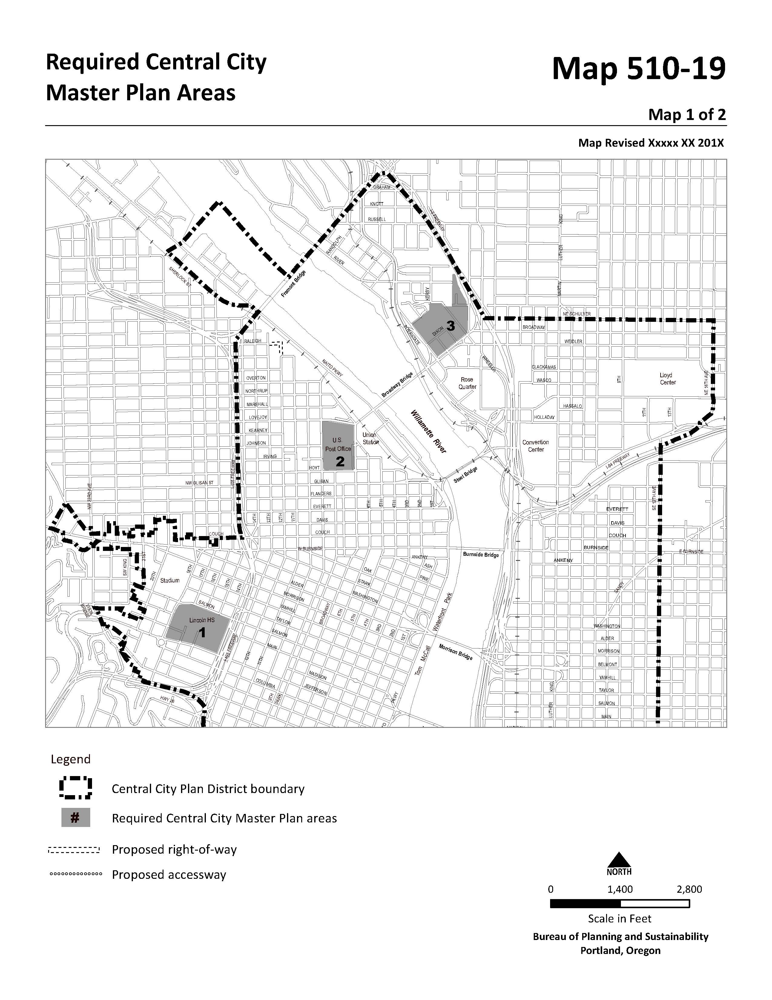 Required Central City
Master Plan Areas
Map 510-19
Map 1 of 2
Map Revised Xxxxx XX 201X
GRAHAM
KNOTT
RUSSELL
I-5 FREEWAY
KING
LUTHER
MARTIN
RANDOLPH
RIVER
SHERLOCK ST
Fremont Bridge
KERBY
NE SCHUYLER
3
DIXON
BROADWAY
INTERSTATE
RALEIGH
WEIDLER
NAITO PKWY
WHEELER
CLACKAMAS
OVERTON
Broadway Bridge
Rose
Quarter
WASCO
9TH
Lloyd
Center
NE 16TH AVE
NORTHRUP
MARSHALL
HASSALO
11TH
13TH
LOVEJOY
HOLLADAY
Willamette River
KEARNEY
Union
Station
JOHNSON
U.S.
Post Office
2
Convention
Center
IRVING
HOYT
I-84 FREEWAY
I-405 FREEWAY
Steel Bridge
NW GLISAN ST
GLISAN
NW 23RD AVE
FLANDERS
EVERETT
6TH
5TH
4TH
3RD
2ND
1ST
SE 12TH AVE
EVERETT
14TH
13TH
12TH
11TH
DAVIS
DAVIS
COUCH
COUCH
COUCH
W BURNSIDE
BURNSIDE
E BURNSIDE
Burnside Bridge
ANKENY
ANKENY
21ST
SW KING
20TH
18TH
17TH
16TH
15TH
14TH
ASH
OAK
PINE
Stadium
ALDER
STARK
SANDY
MORRISON
WASHINGTON
SALMON
VISTA
BRIDGE
YAMHILL
BROADWAY
6TH
5TH
4TH
3RD
2ND
1ST
Waterfront Park
Lincoln HS
1
TAYLOR
WASHINGTON
SALMON
ALDER
I-405 FREEWAY
MAIN
Morrison Bridge
MORRISON
12TH
11TH
Tom McCall
BELMONT
MADISON
YAMHILL
COLUMBIA
JEFFERSON
KING
TAYLOR
9TH
PARK
PKWY
HWY 26
LUTHER
SALMON
MAIN
Legend
Central City Plan District boundary
#
Required Central City Master Plan areas
Proposed right-of-way
Proposed accessway
NORTH
0 1,400 2,800
Scale in Feet
Bureau of Planning and Sustainability
Portland, Oregon